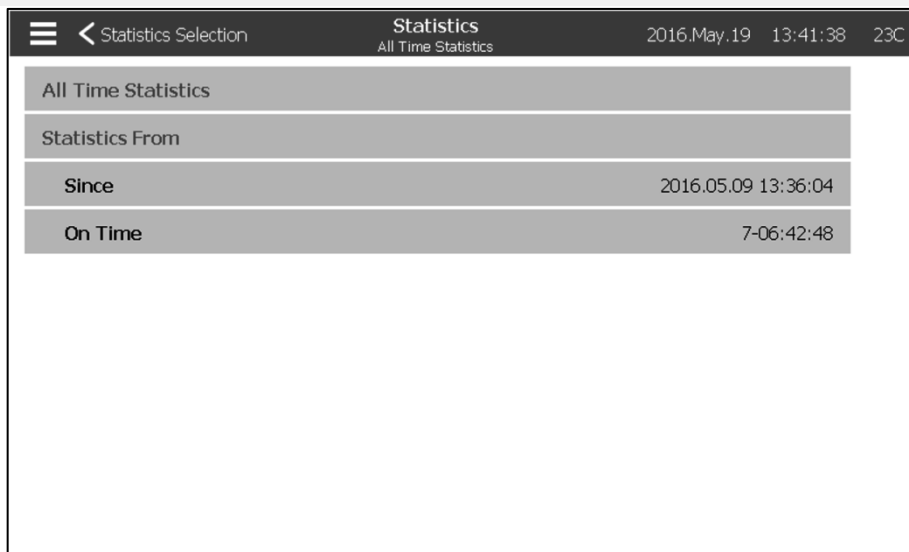 Statistics Selection
Statistics
All Time Statistics
2016.May.19 13:41:38 23C
All Time Statistics
Statistics From
Since 2016.05.09 13:36:04
On Time 7-06:42:48